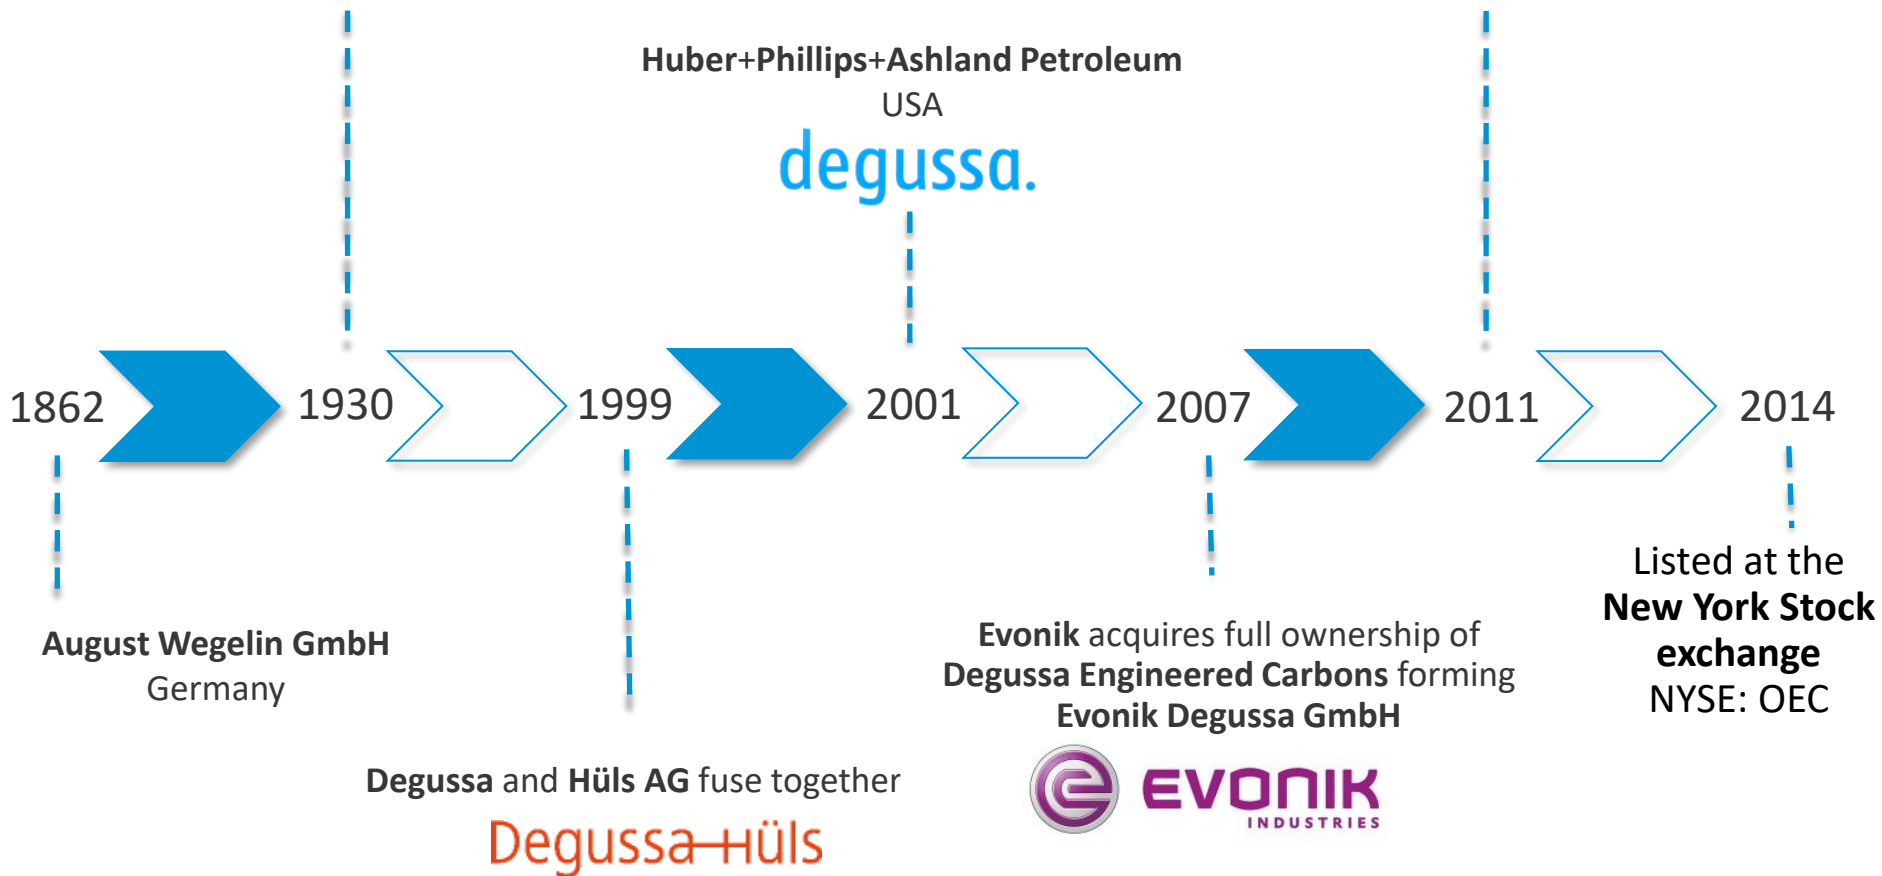 Huber+Phillips+Ashland Petroleum
USA
degussa.
1862
1930
1999
2001
2007
2011
2014
August Wegelin GmbH
Germany
Degussa and Hüls AG fuse together
Degussa-Hüls
Evonik acquires full ownership of
Degussa Engineered Carbons forming
Evonik Degussa GmbH
EVONIK
INDUSTRIES
Listed at the
New York Stock
exchange
NYSE: OEC